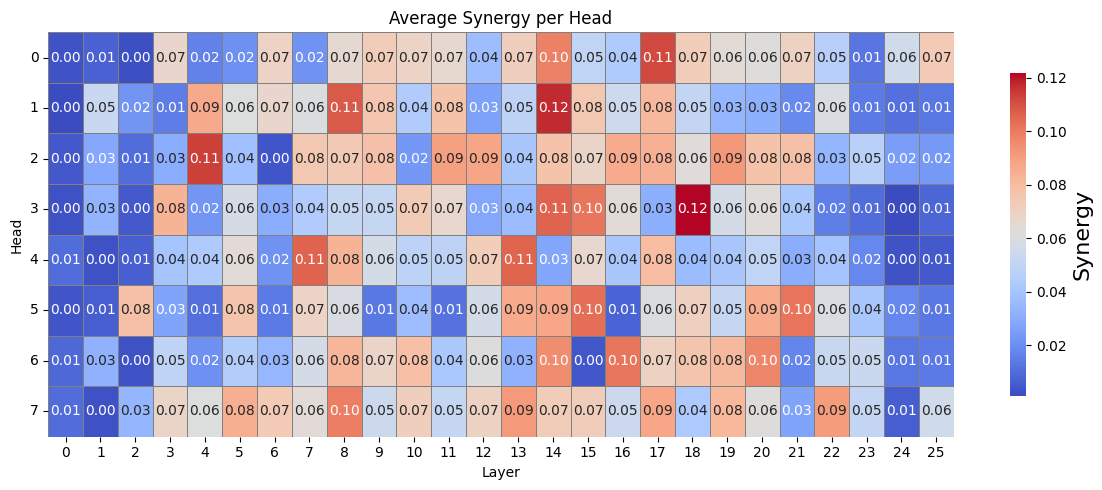 Average Synergy per Head
0 0.00 0.01 0.00 0.07 0.02 0.02 0.07 0.02 0.07 0.07 0.07 0.07 0.04 0.07 0.10 0.05 0.04 0.11 0.07 0.06 0.06 0.07 0.05 0.01 0.06 0.07
1 0.00 0.05 0.02 0.01 0.09 0.06 0.07 0.06 0.11 0.08 0.04 0.08 0.03 0.05 0.12 0.08 0.05 0.08 0.05 0.03 0.03 0.02 0.06 0.01 0.01 0.01
2 0.00 0.03 0.01 0.03 0.11 0.04 0.00 0.08 0.07 0.08 0.02 0.09 0.09 0.04 0.08 0.07 0.09 0.08 0.06 0.09 0.08 0.08 0.03 0.05 0.02 0.02
3 0.00 0.03 0.00 0.08 0.02 0.06 0.03 0.04 0.05 0.05 0.07 0.07 0.03 0.04 0.11 0.10 0.06 0.03 0.12 0.06 0.06 0.04 0.02 0.01 0.00 0.01
4 0.01 0.00 0.01 0.04 0.04 0.06 0.02 0.11 0.08 0.06 0.05 0.05 0.07 0.11 0.03 0.07 0.04 0.08 0.04 0.04 0.05 0.03 0.04 0.02 0.00 0.01
5 0.00 0.01 0.08 0.03 0.01 0.08 0.01 0.07 0.06 0.01 0.04 0.01 0.06 0.09 0.09 0.10 0.01 0.06 0.07 0.05 0.09 0.10 0.06 0.04 0.02 0.01
6 0.01 0.03 0.00 0.05 0.02 0.04 0.03 0.06 0.08 0.07 0.08 0.04 0.06 0.03 0.10 0.00 0.10 0.07 0.08 0.08 0.10 0.02 0.05 0.05 0.01 0.01
7 0.01 0.00 0.03 0.07 0.06 0.08 0.07 0.06 0.10 0.05 0.07 0.05 0.07 0.09 0.07 0.07 0.05 0.09 0.04 0.08 0.06 0.03 0.09 0.05 0.01 0.06
0 1 2 3 4 5 6 7 8 9 10 11 12 13 14 15 16 17 18 19 20 21 22 23 24 25
Layer
Head
0.12
0.10
0.08
0.06
0.04
0.02
Synergy